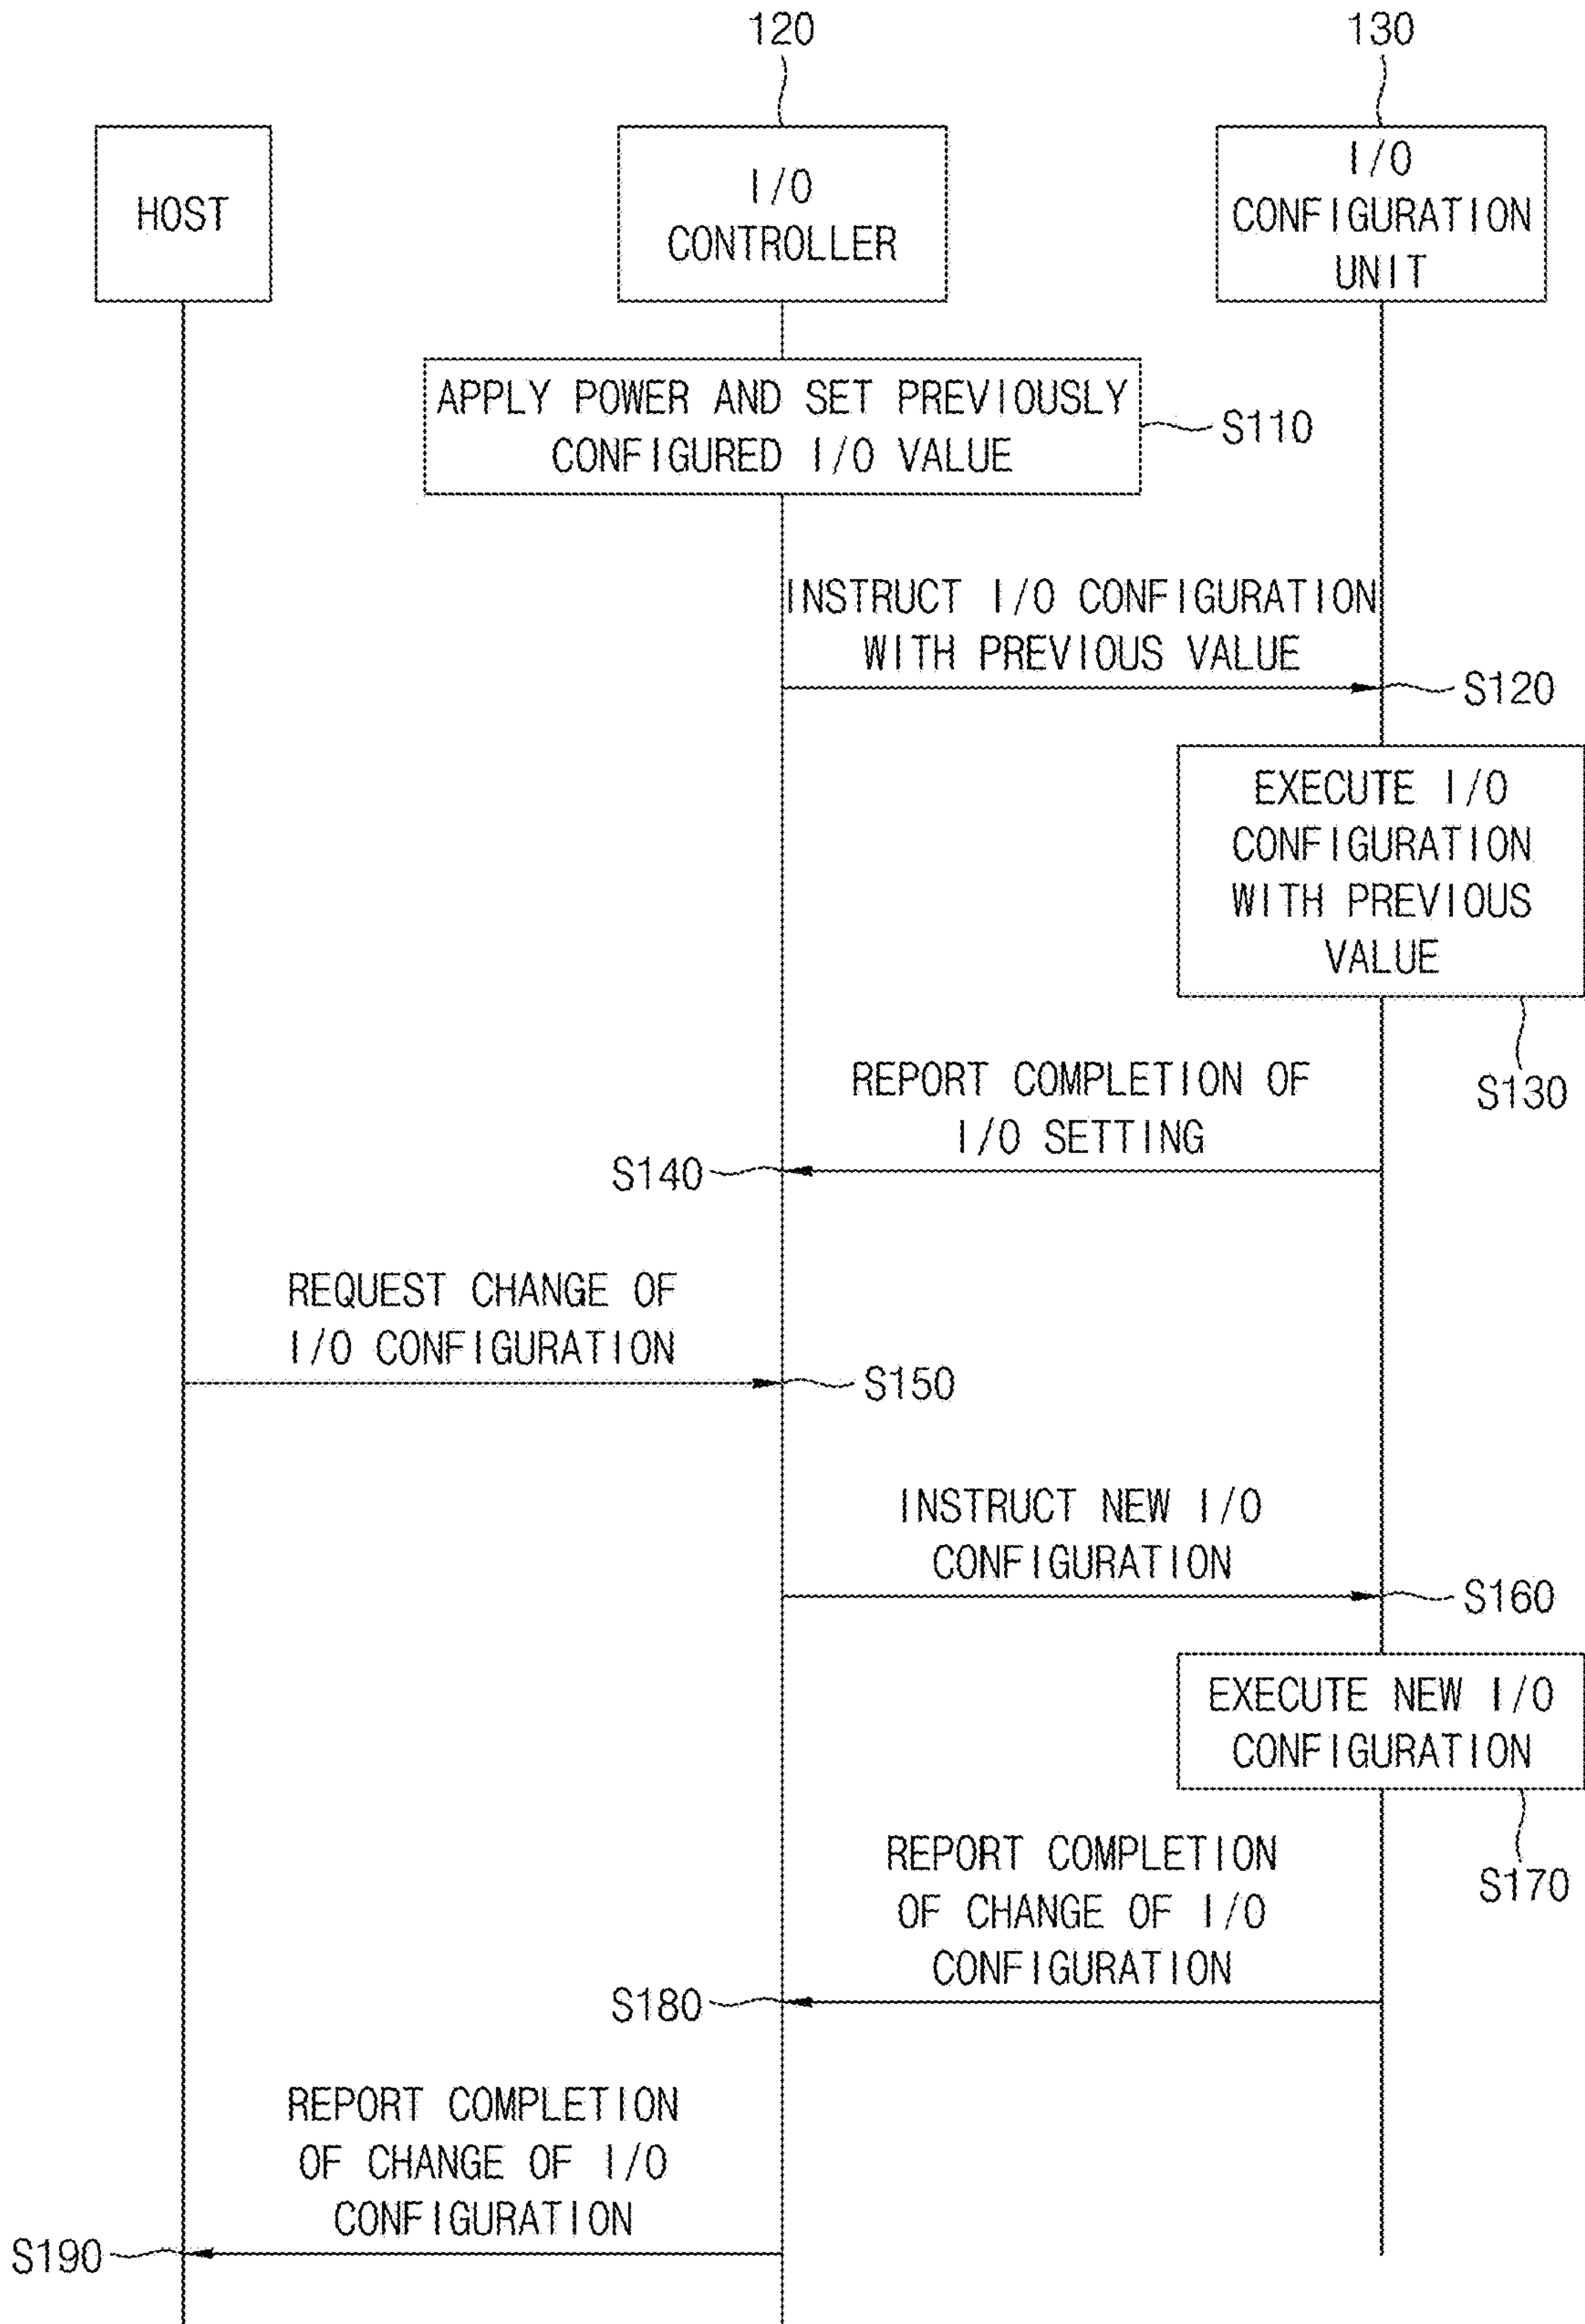 120
130
HOST
I/O
CONTROLLER
I/O
CONFIGURATION
UNIT
APPLY POWER AND SET PREVIOUSLY
CONFIGURED I/O VALUE
S110
INSTRUCT I/O CONFIGURATION
WITH PREVIOUS VALUE
S120
EXECUTE I/O
CONFIGURATION
WITH PREVIOUS
VALUE
S130
REPORT COMPLETION OF
I/O SETTING
S140
REQUEST CHANGE OF
I/O CONFIGURATION
S150
INSTRUCT NEW I/O
CONFIGURATION
S160
EXECUTE NEW I/O
CONFIGURATION
S170
REPORT COMPLETION
OF CHANGE OF I/O
CONFIGURATION
S180
REPORT COMPLETION
OF CHANGE OF I/O
CONFIGURATION
S190